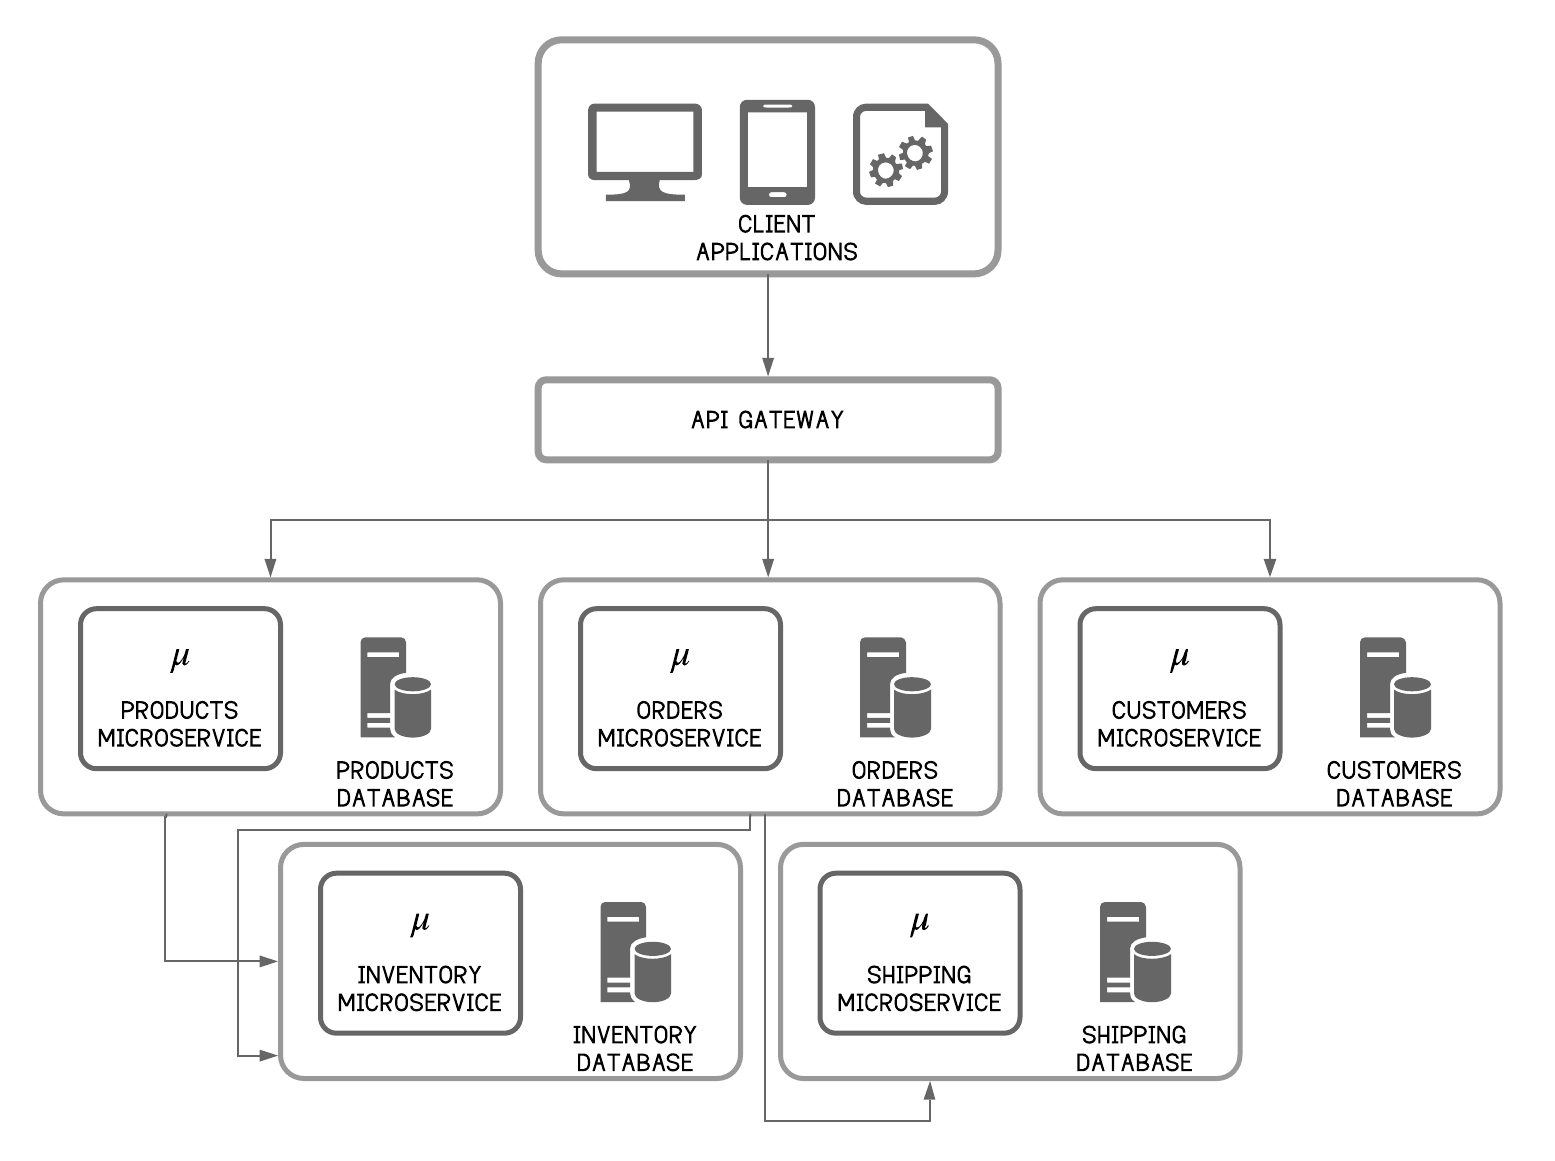 CLIENT
APPLICATIONS
API GATEWAY
μ
PRODUCTS
MICROSERVICE
PRODUCTS
DATABASE
μ
ORDERS
MICROSERVICE
ORDERS
DATABASE
μ
CUSTOMERS
MICROSERVICE
CUSTOMERS
DATABASE
μ
INVENTORY
MICROSERVICE
INVENTORY
DATABASE
μ
SHIPPING
MICROSERVICE
SHIPPING
DATABASE